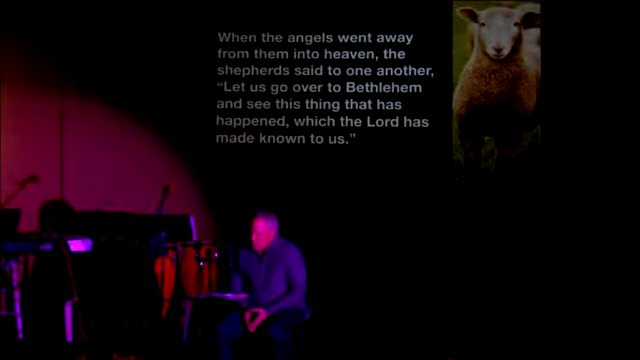 When the angels went away
from them into heaven, the
shepherds said to one another,
“Let us go over to Bethlehem
and see this thing that has
happened, which the Lord has
made known to us.”